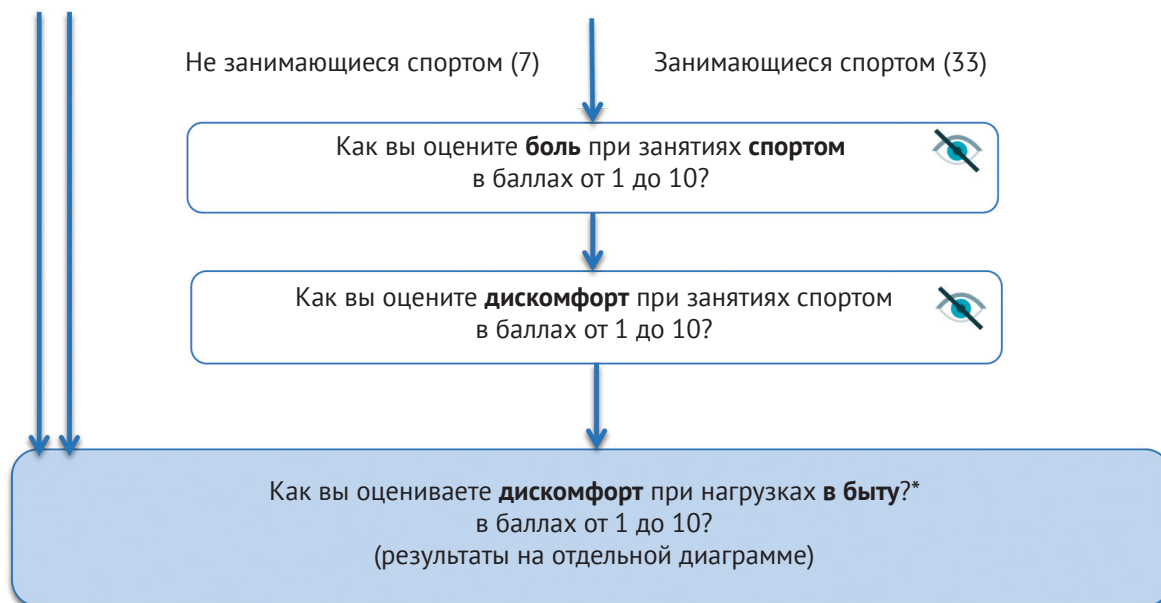 Не занимающиеся спортом (7)
Занимающиеся спортом (33)
Как вы оцените боль при занятиях спортом
в баллах от 1 до 10?
Как вы оцените дискомфорт при занятиях спортом
в баллах от 1 до 10?
Как вы оцениваете дискомфорт при нагрузках в быту?*
в баллах от 1 до 10?
(результаты на отдельной диаграмме)